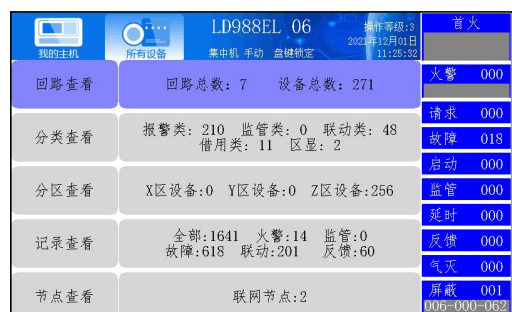 LD988EL 06
操作等级:3
我的主机
所有设备
集中机 手动 盘键锁定
2021年12月01日
11:25:32
首火
回路查看
回路总数: 7 设备总数: 271
火警 000
请求 000
分类查看
报警类: 210 监管类: 0 联动类: 48
借用类: 11 区显: 2
故障 018
启动 000
分区查看
X区设备:0 Y区设备:0 Z区设备:256
监管 000
延时 000
记录查看
全部:1641 火警:14 监管:0
故障:618 联动:201 反馈:60
反馈 000
气灭 000
节点查看
联网节点:2
屏蔽 001
006-000-062